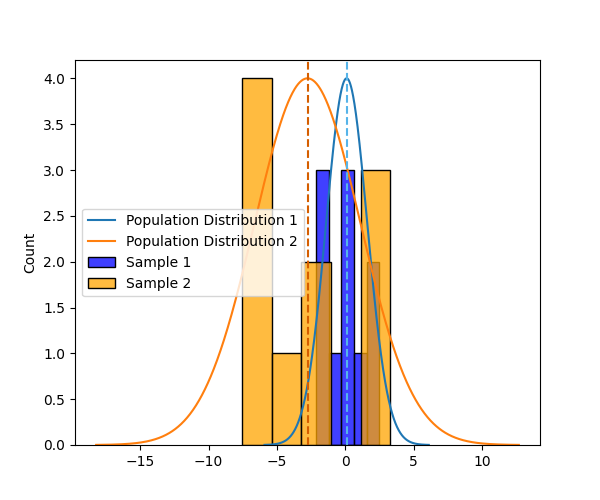 4.0
3.5
3.0
2.5
2.0
1.5
1.0
0.5
0.0
Count
Population Distribution 1
Population Distribution 2
Sample 1
Sample 2
−15 −10 −5 0 5 10